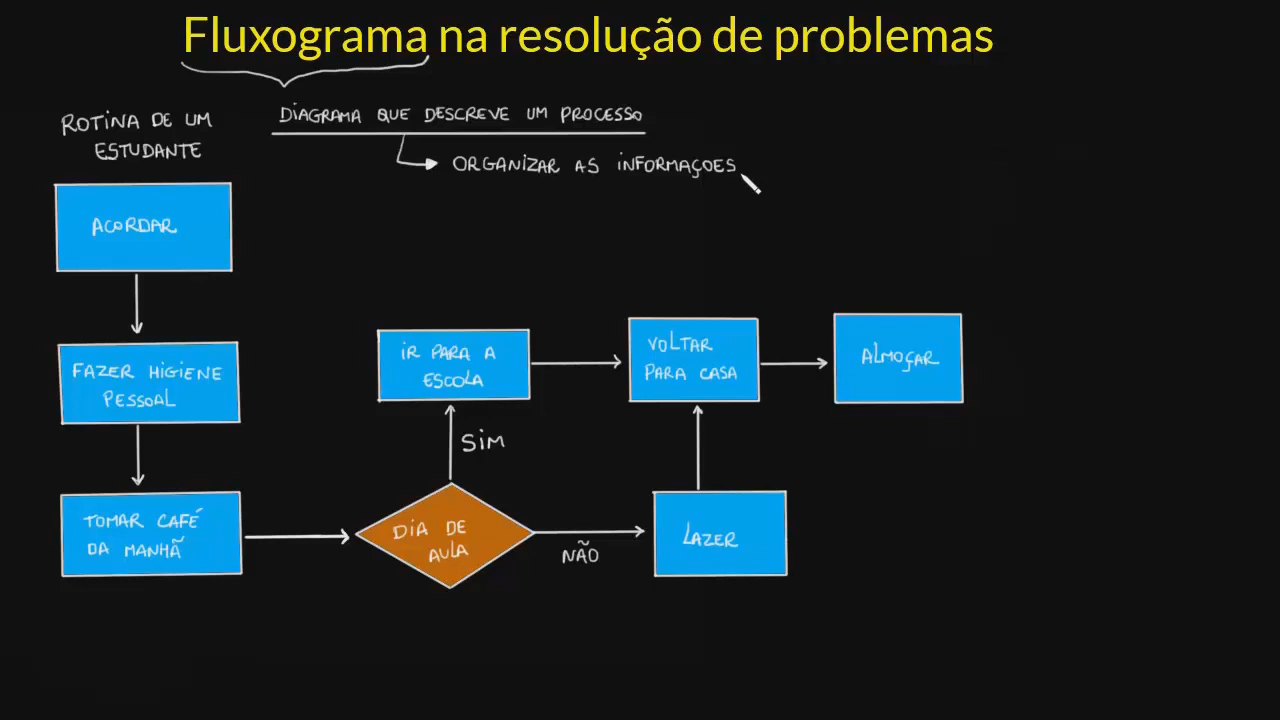 Fluxograma na resolução de problemas
DIAGRAMA QUE DESCREVE UM PROCESSO
ORGANIZAR AS INFORMAÇOES
ROTINA DE UM
ESTUDANTE
ACORDAR
FAZER HIGIENE
PESSOAL
TOMAR CAFÉ
DA MANHÃ
DIA DE
AULA
SIM
IR PARA A
ESCOLA
NÃO
LAZER
VOLTAR
PARA CASA
ALMOÇAR